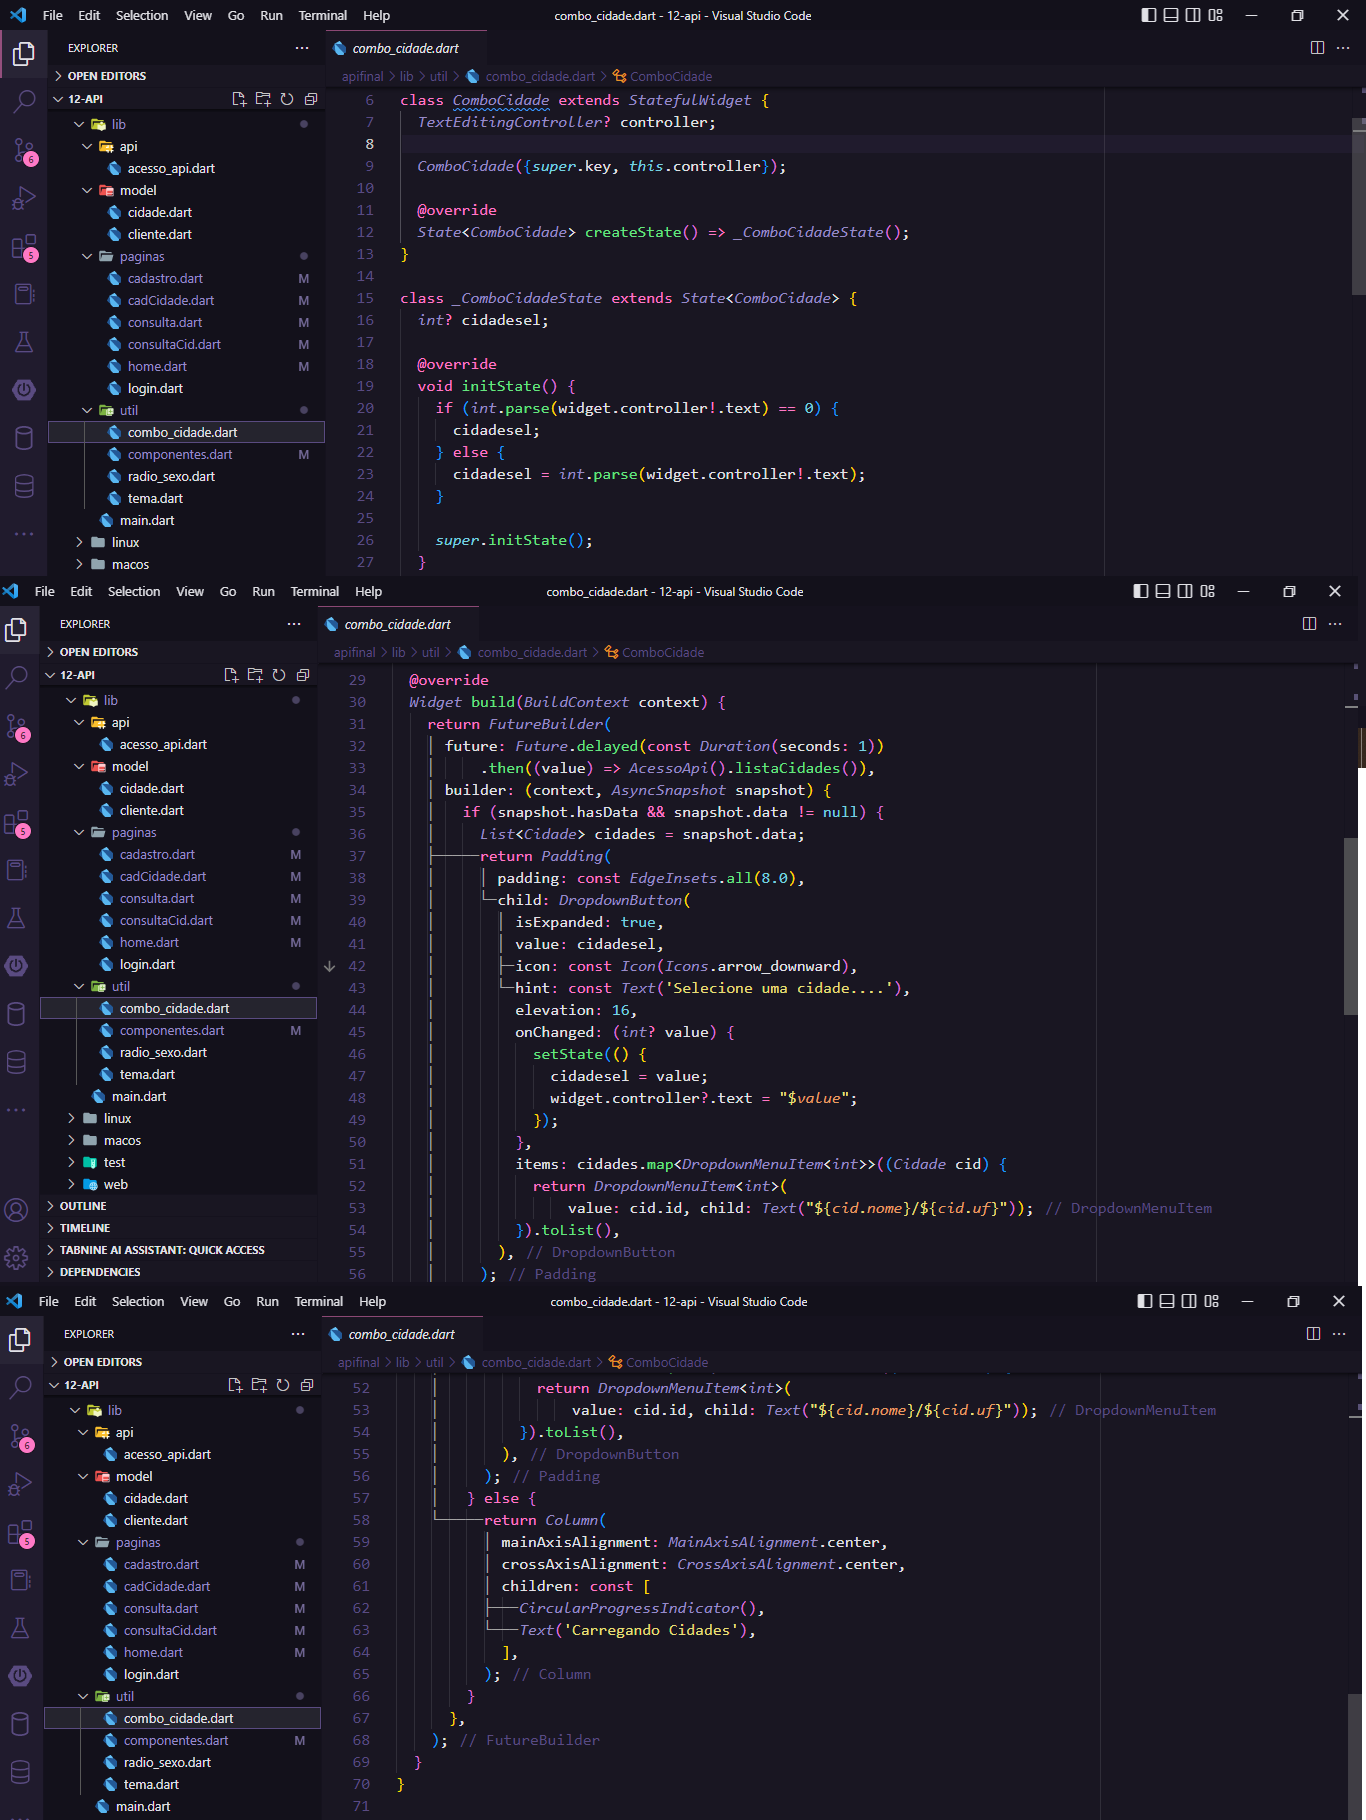 File Edit Selection View Go Run Terminal Help
combo_cidade.dart - 12-api - Visual Studio Code
EXPLORER
OPEN EDITORS
12-API
lib
api
acesso_api.dart
model
cidade.dart
cliente.dart
paginas
cadastro.dart M
cadCidade.dart M
consulta.dart M
consultaCid.dart M
home.dart M
login.dart
util
combo_cidade.dart
componentes.dart M
radio_sexo.dart
tema.dart
main.dart
linux
macos
6
5
combo_cidade.dart
apifinal > lib > util > combo_cidade.dart > ComboCidade
6 class ComboCidade extends StatefulWidget {
7 TextEditingController? controller;
8
9 ComboCidade({super.key, this.controller});
10
11 @override
12 State<ComboCidade> createState() => _ComboCidadeState();
13 }
14
15 class _ComboCidadeState extends State<ComboCidade> {
16 int? cidadesel;
17
18 @override
19 void initState() {
20 if (int.parse(widget.controller!.text) == 0) {
21 cidadesel;
22 } else {
23 cidadesel = int.parse(widget.controller!.text);
24 }
25
26 super.initState();
27 }
File Edit Selection View Go Run Terminal Help
combo_cidade.dart - 12-api - Visual Studio Code
EXPLORER
OPEN EDITORS
12-API
lib
api
acesso_api.dart
model
cidade.dart
cliente.dart
paginas
cadastro.dart M
cadCidade.dart M
consulta.dart M
consultaCid.dart M
home.dart M
login.dart
util
combo_cidade.dart
componentes.dart M
radio_sexo.dart
tema.dart
main.dart
linux
macos
test
web
OUTLINE
TIMELINE
TABNINE AI ASSISTANT: QUICK ACCESS
DEPENDENCIES
6
5
combo_cidade.dart
apifinal > lib > util > combo_cidade.dart > ComboCidade
29 @override
30 Widget build(BuildContext context) {
31 return FutureBuilder(
32 future: Future.delayed(const Duration(seconds: 1))
33 .then((value) => AcessoApi().listaCidades()),
34 builder: (context, AsyncSnapshot snapshot) {
35 if (snapshot.hasData && snapshot.data != null) {
36 List<Cidade> cidades = snapshot.data;
37 return Padding(
38 padding: const EdgeInsets.all(8.0),
39 child: DropdownButton(
40 isExpanded: true,
41 value: cidadesel,
42 icon: const Icon(Icons.arrow_downward),
43 hint: const Text('Selecione uma cidade....'),
44 elevation: 16,
45 onChanged: (int? value) {
46 setState(() {
47 cidadesel = value;
48 widget.controller?.text = "$value";
49 });
50 },
51 items: cidades.map<DropdownMenuItem<int>>((Cidade cid) {
52 return DropdownMenuItem<int>(
53 value: cid.id, child: Text("${cid.nome}/${cid.uf}")); // DropdownMenuItem
54 }).toList(),
55 ), // DropdownButton
56 ); // Padding
File Edit Selection View Go Run Terminal Help
combo_cidade.dart - 12-api - Visual Studio Code
EXPLORER
OPEN EDITORS
12-API
lib
api
acesso_api.dart
model
cidade.dart
cliente.dart
paginas
cadastro.dart M
cadCidade.dart M
consulta.dart M
consultaCid.dart M
home.dart M
login.dart
util
combo_cidade.dart
componentes.dart M
radio_sexo.dart
tema.dart
main.dart
6
5
combo_cidade.dart
apifinal > lib > util > combo_cidade.dart > ComboCidade
52 return DropdownMenuItem<int>(
53 value: cid.id, child: Text("${cid.nome}/${cid.uf}")); // DropdownMenuItem
54 }).toList(),
55 ), // DropdownButton
56 ); // Padding
57 } else {
58 return Column(
59 mainAxisAlignment: MainAxisAlignment.center,
60 crossAxisAlignment: CrossAxisAlignment.center,
61 children: const [
62 CircularProgressIndicator(),
63 Text('Carregando Cidades'),
64 ],
65 ); // Column
66 }
67 },
68 ); // FutureBuilder
69 }
70 }
71